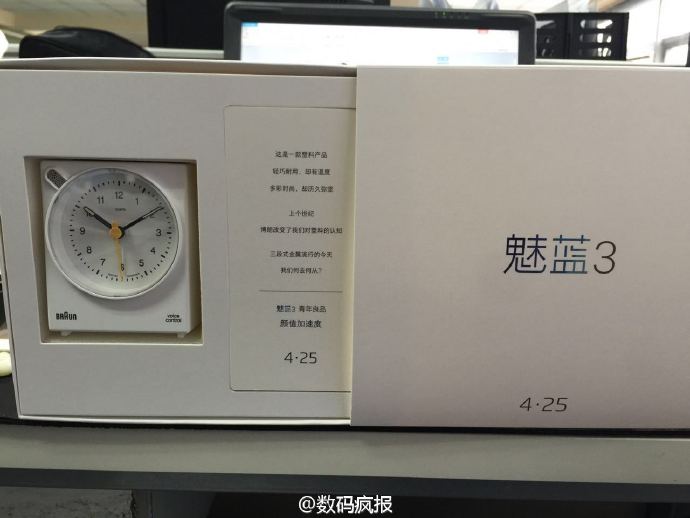 12
1
2
3
4
5
6
7
8
9
10
11
BRAUN
voice
control
这是一款塑料产品
轻巧耐用，却有温度
多彩时尚，却历久弥坚
上个世纪
博朗改变了我们对塑料的认知
三段式金属流行的今天
我们何去何从？
魅蓝3 青年良品
颜值加速度
4·25
魅蓝3
4·25
@数码疯报